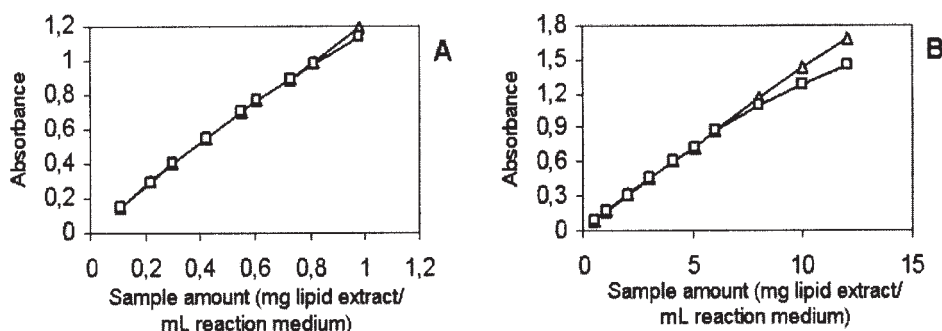 1,2
1
0,8
0,6
0,4
0,2
0
Absorbance
0 0,2 0,4 0,6 0,8 1 1,2
Sample amount (mg lipid extract/
mL reaction medium)
A
1,8
1,5
1,2
0,9
0,6
0,3
0
Absorbance
0 5 10 15
Sample amount (mg lipid extract/
mL reaction medium)
B